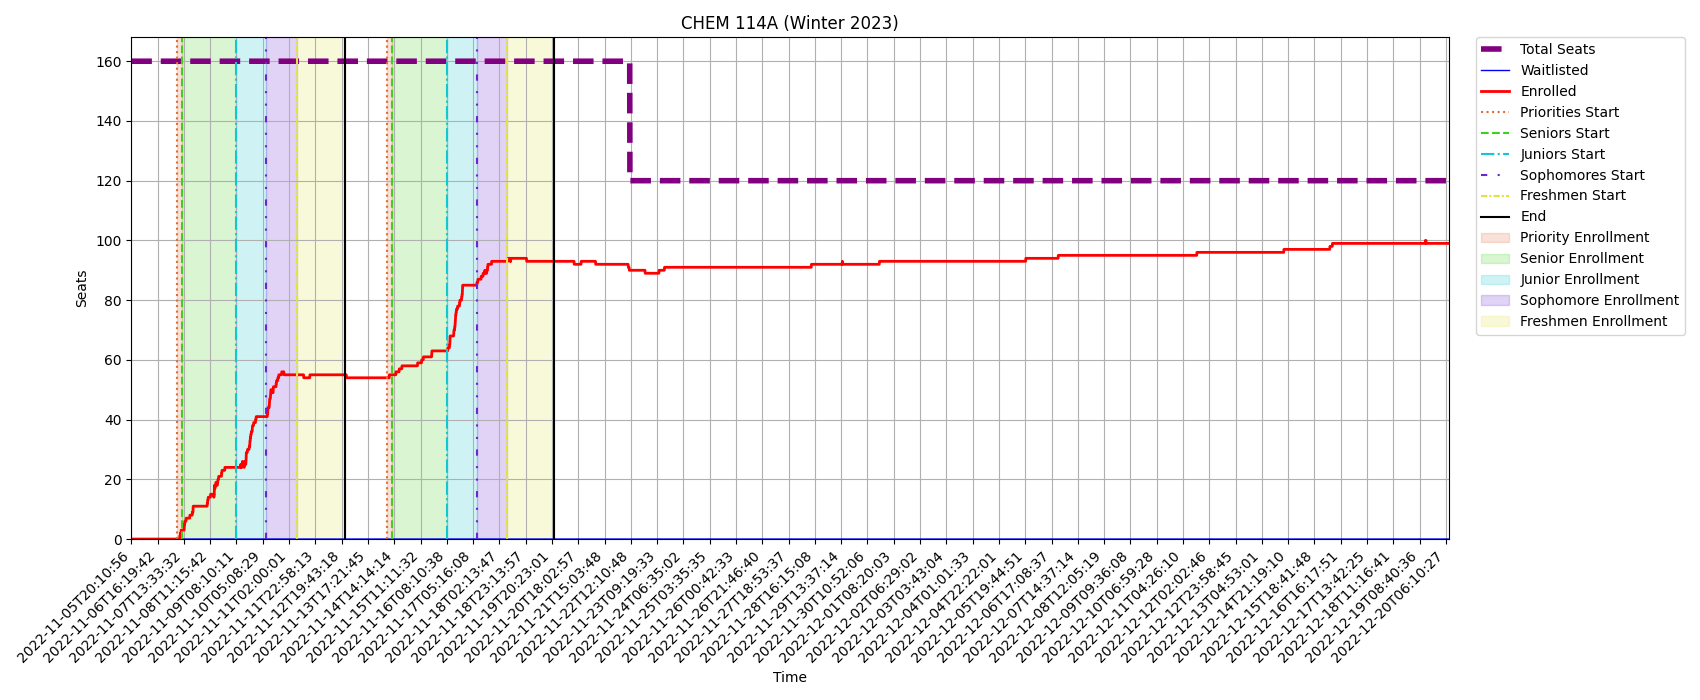 CHEM 114A (Winter 2023)
160
140
120
100
80
60
40
20
0
Seats
2022-11-05T20:10:56
2022-11-06T16:19:42
2022-11-07T13:33:32
2022-11-08T11:15:42
2022-11-09T08:10:11
2022-11-10T05:08:29
2022-11-11T02:00:01
2022-11-11T22:58:13
2022-11-12T19:43:18
2022-11-13T17:21:45
2022-11-14T14:14:14
2022-11-15T11:11:32
2022-11-16T08:10:38
2022-11-17T05:16:08
2022-11-18T02:13:47
2022-11-18T23:13:57
2022-11-19T20:23:01
2022-11-20T18:02:57
2022-11-21T15:03:48
2022-11-22T12:10:48
2022-11-23T09:19:33
2022-11-24T06:35:02
2022-11-25T03:35:35
2022-11-26T00:42:33
2022-11-26T21:46:40
2022-11-27T18:53:37
2022-11-28T16:15:08
2022-11-29T13:37:14
2022-11-30T10:52:06
2022-12-01T08:20:03
2022-12-02T06:29:02
2022-12-03T03:43:04
2022-12-04T01:01:33
2022-12-04T22:22:01
2022-12-05T19:44:51
2022-12-06T17:08:37
2022-12-07T14:37:14
2022-12-08T12:05:19
2022-12-09T09:36:08
2022-12-10T06:59:28
2022-12-11T04:26:10
2022-12-12T02:02:46
2022-12-12T23:58:45
2022-12-13T04:53:01
2022-12-14T21:19:10
2022-12-15T18:41:48
2022-12-16T16:17:51
2022-12-17T13:42:25
2022-12-18T11:16:41
2022-12-19T08:40:36
2022-12-20T06:10:27
Time
Total Seats
Waitlisted
Enrolled
Priorities Start
Seniors Start
Juniors Start
Sophomores Start
Freshmen Start
End
Priority Enrollment
Senior Enrollment
Junior Enrollment
Sophomore Enrollment
Freshmen Enrollment